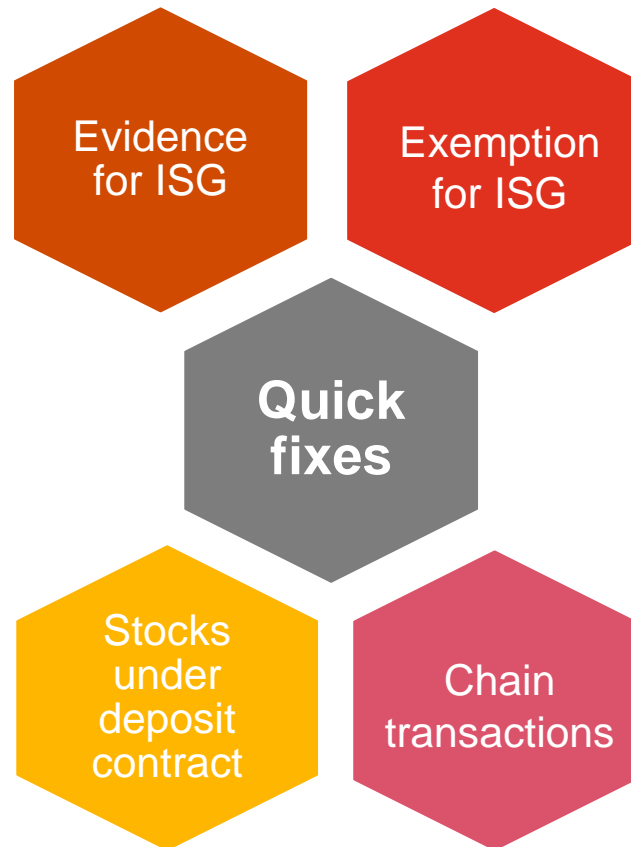 Evidence
for ISG
Exemption
for ISG
Quick
fixes
Stocks
under
deposit
contract
Chain
transactions